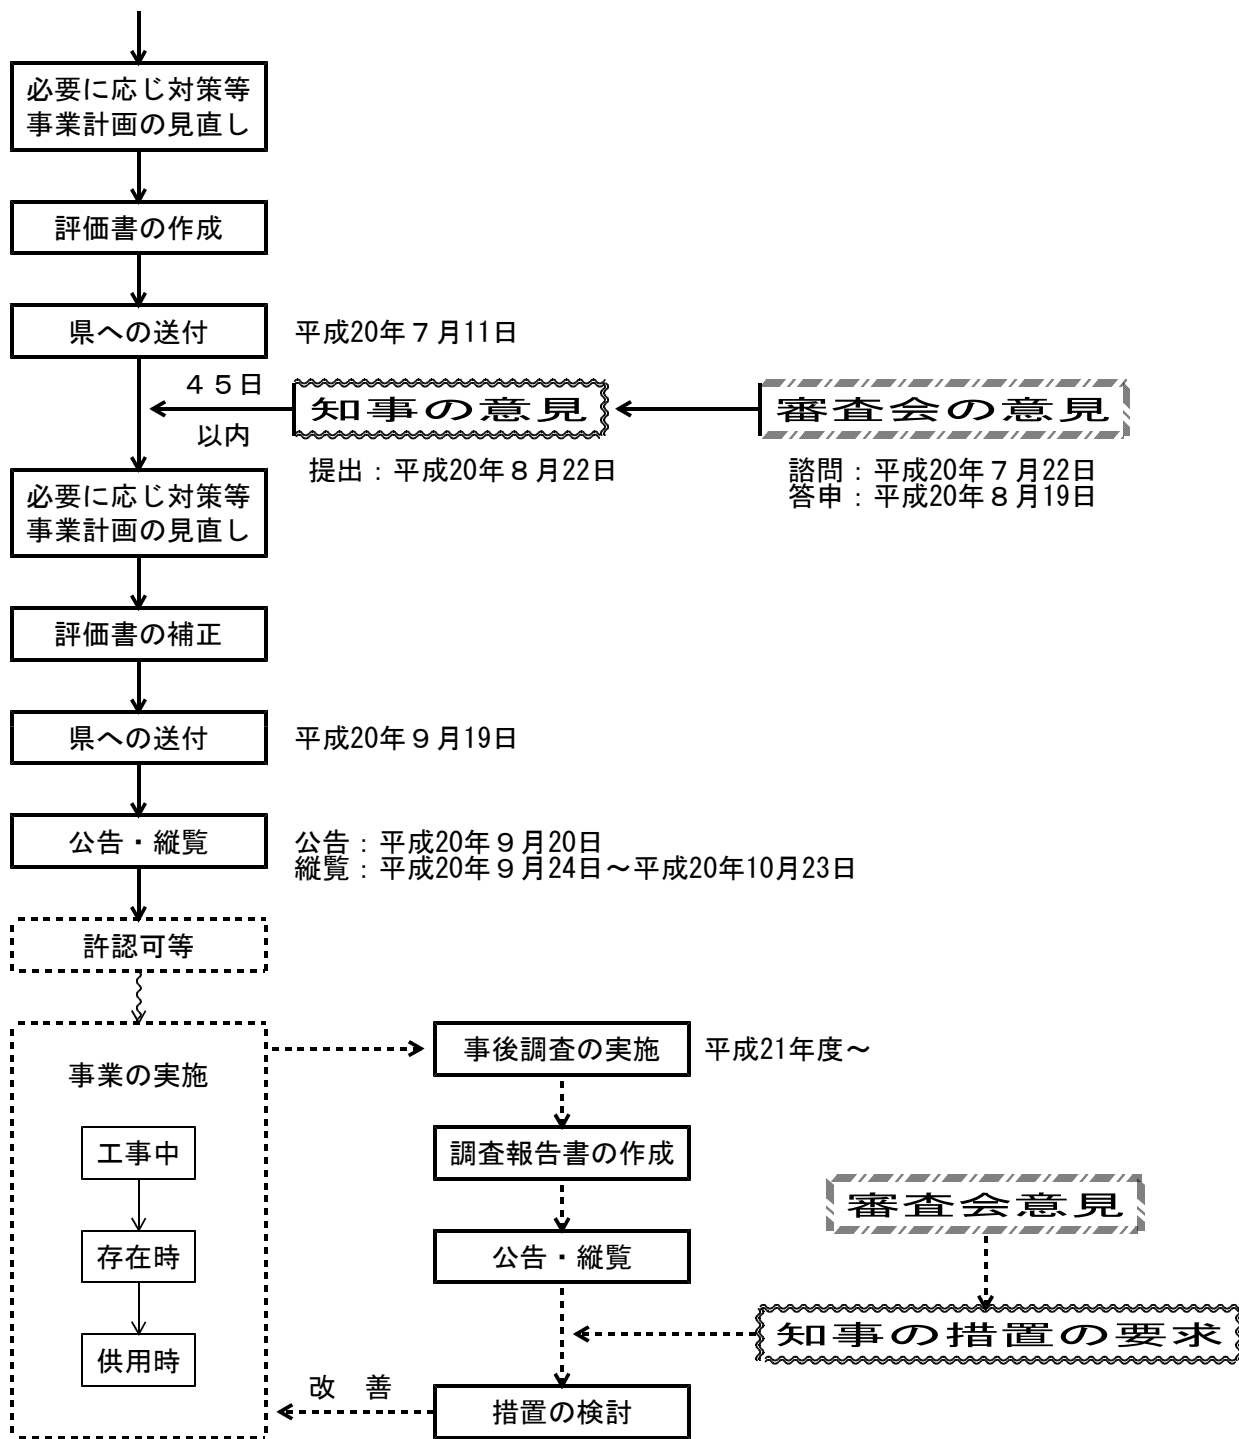 必要に応じ対策等
事業計画の見直し
評価書の作成
県への送付
平成20年７月11日
４５日
以内
知事の意見
審査会の意見
提出：平成20年８月22日
諮問：平成20年７月22日
答申：平成20年８月19日
必要に応じ対策等
事業計画の見直し
評価書の補正
県への送付
平成20年９月19日
公告・縦覧
公告：平成20年９月20日
縦覧：平成20年９月24日～平成20年10月23日
許認可等
事業の実施
工事中
存在時
供用時
事後調査の実施
平成21年度～
調査報告書の作成
公告・縦覧
審査会意見
知事の措置の要求
改　善
措置の検討